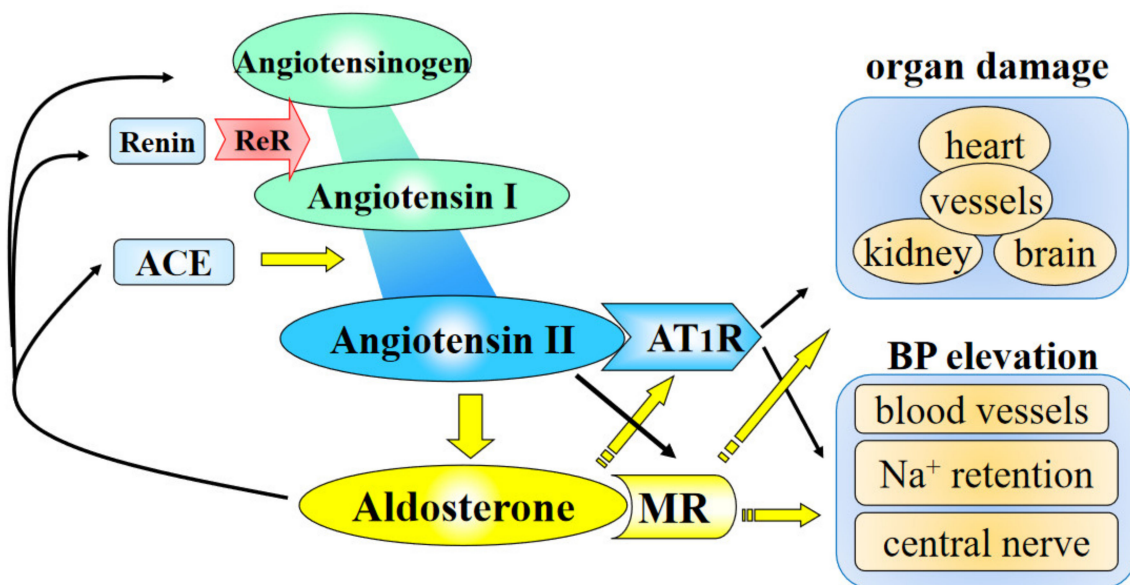 Angiotensinogen
organ damage
Renin
ReR
heart
Angiotensin I
vessels
kidney
brain
ACE
Angiotensin II
AT1R
BP elevation
blood vessels
Na⁺ retention
Aldosterone
MR
central nerve